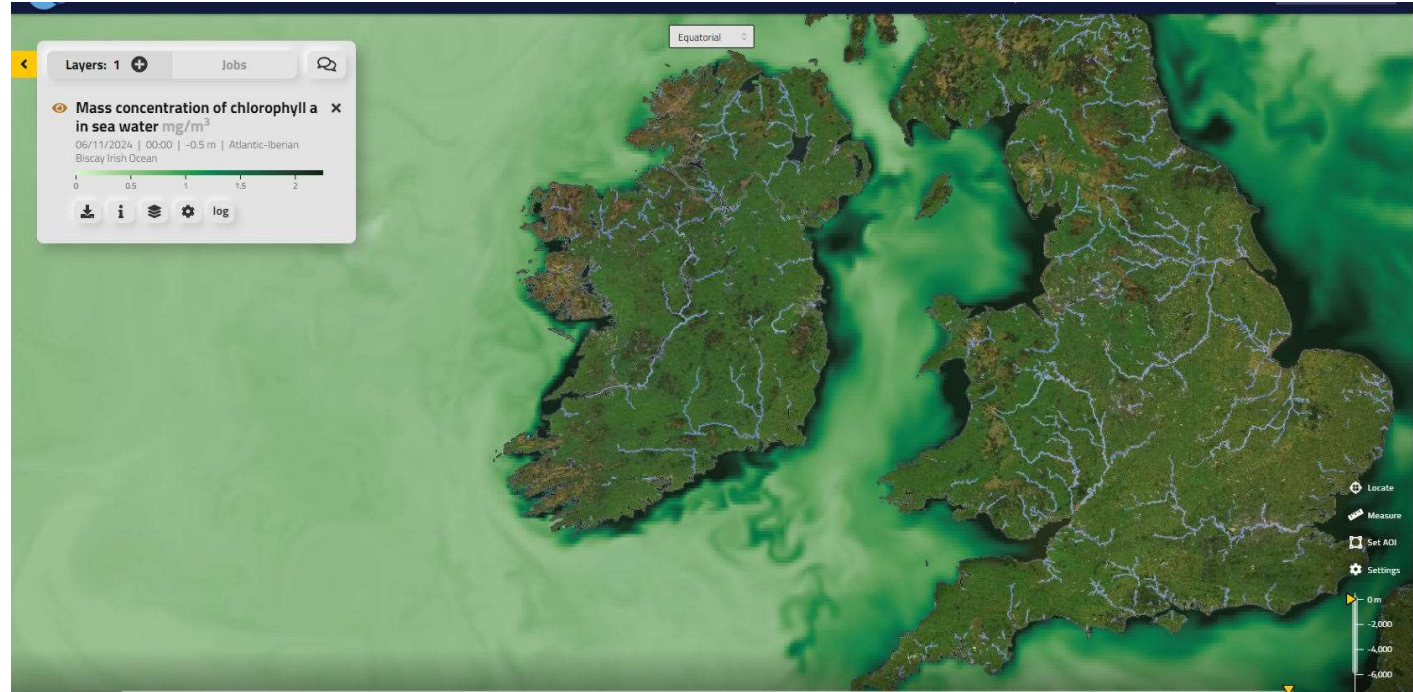 Equatorial
Layers: 1
Jobs
Mass concentration of chlorophyll a
in sea water mg/m³
06/11/2024 | 00:00 | -0.5 m | Atlantic-Iberian
Biscay Irish Ocean
0 0.5 1 1.5 2
i log
Locate
Measure
Set AOI
Settings
0 m
-2,000
-4,000
-6,000